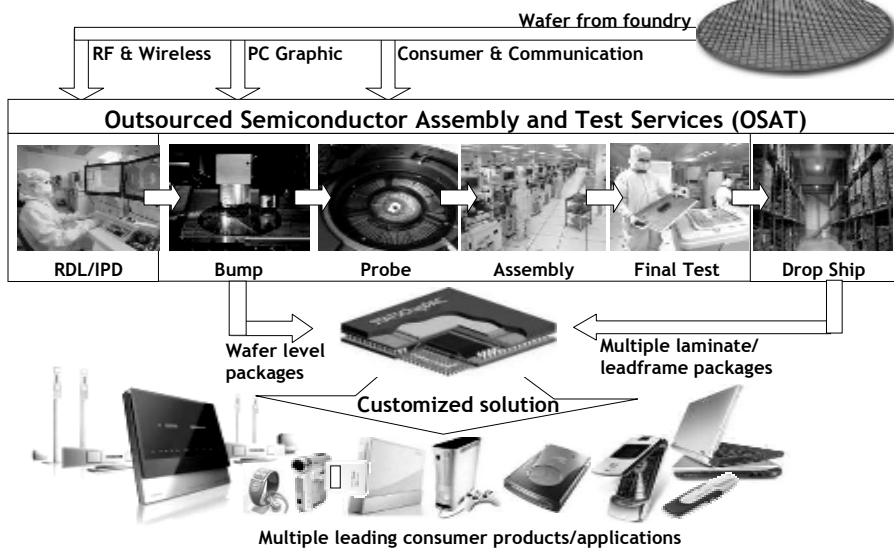 Wafer from foundry
RF & Wireless
PC Graphic
Consumer & Communication
Outsourced Semiconductor Assembly and Test Services (OSAT)
RDL/IPD
Bump
Probe
Assembly
Final Test
Drop Ship
STATSChipPAC
Wafer level
packages
Multiple laminate/
leadframe packages
Customized solution
Multiple leading consumer products/applications